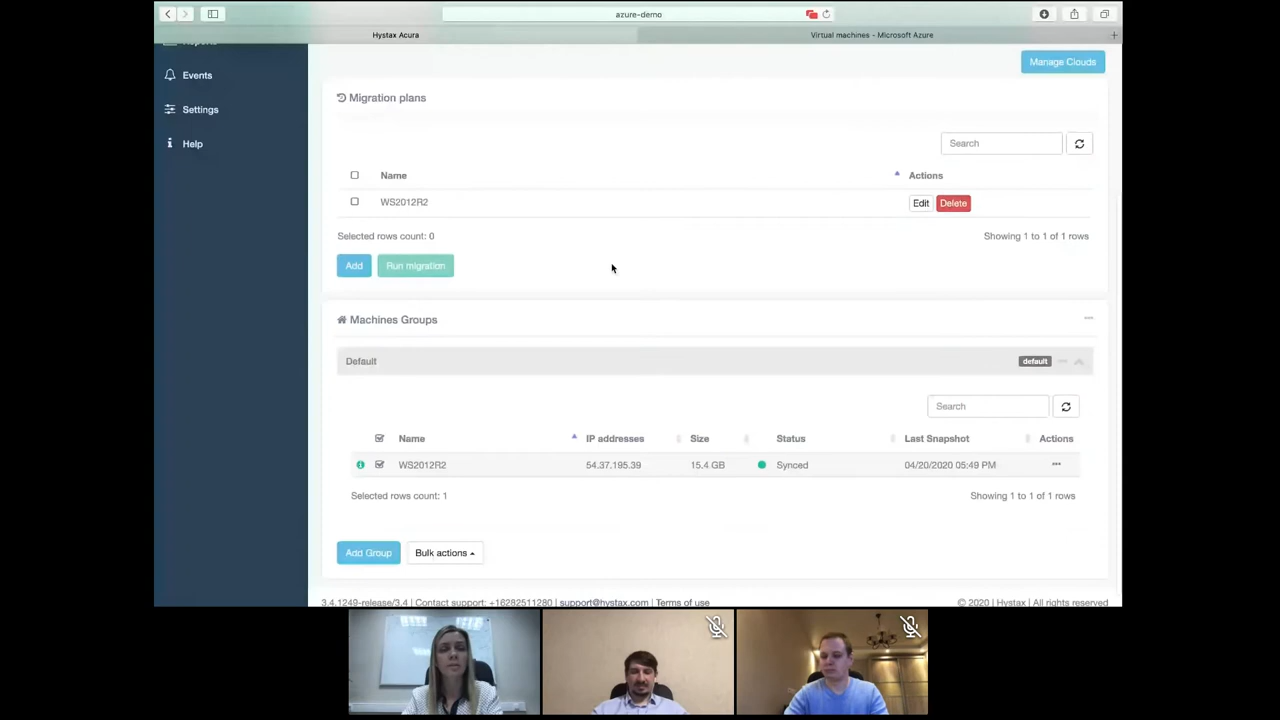 azure-demo
Hystax Acura
Virtual machines - Microsoft Azure
Reports
Events
Settings
Help
Manage Clouds
Migration plans
Search
Name Actions
WS2012R2 Edit Delete
Selected rows count: 0 Showing 1 to 1 of 1 rows
Add Run migration
Machines Groups
Default default
Search
Name IP addresses Size Status Last Snapshot Actions
WS2012R2 54.37.195.39 15.4 GB Synced 04/20/2020 05:49 PM
Selected rows count: 1 Showing 1 to 1 of 1 rows
Add Group Bulk actions
3.4.1249-release/3.4 | Contact support: +16282511280 | support@hystax.com | Terms of use © 2020 | Hystax | All rights reserved